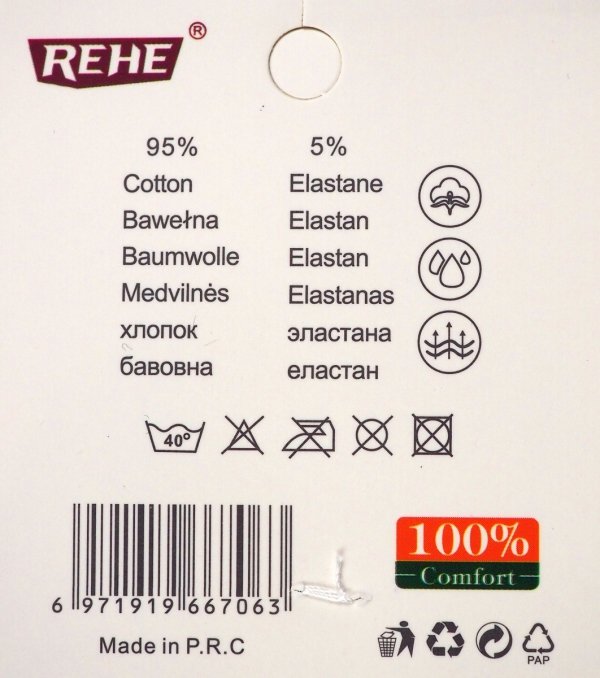 REHE®
95% 5%
Cotton Elastane
Bawełna Elastan
Baumwolle Elastan
Medvilnės Elastanas
хлопок эластана
бавовна еластан
40°
100%
Comfort
6 971919 667063
Made in P.R.C
PAP